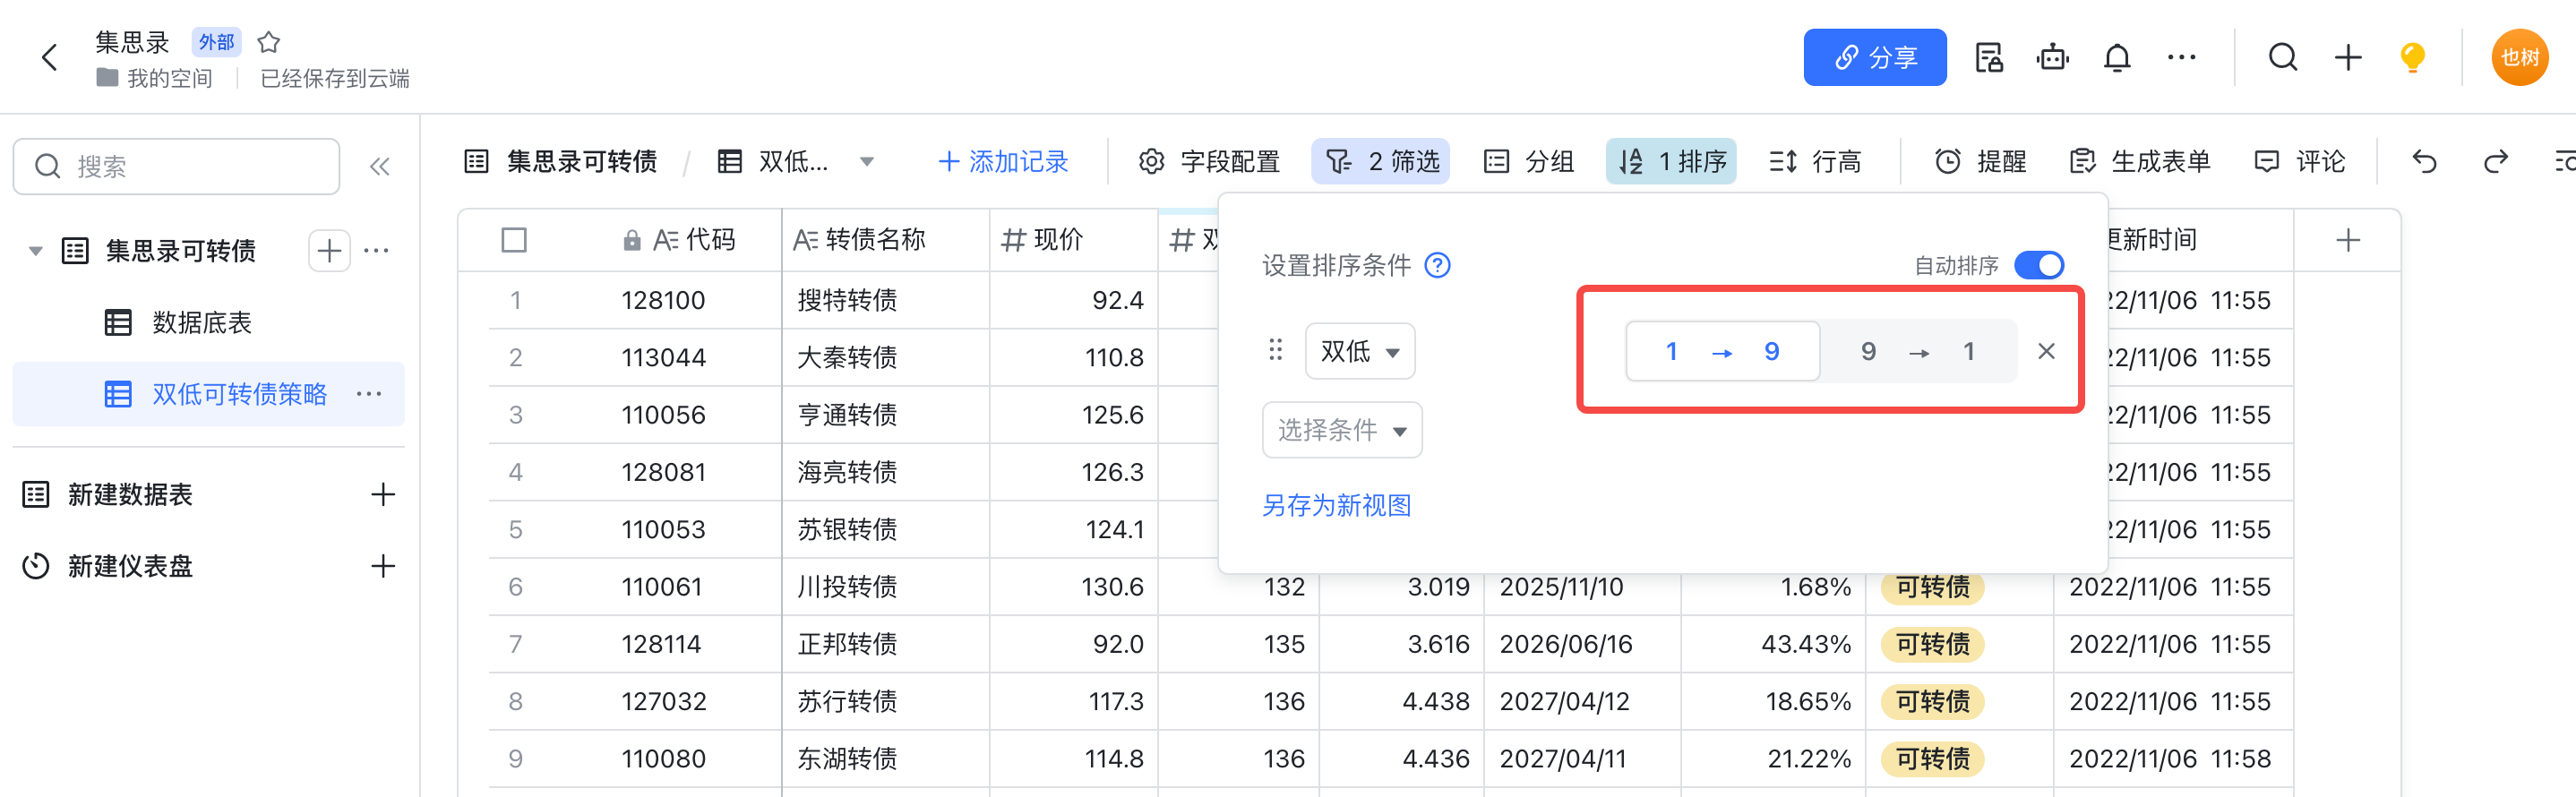 集思录 外部
我的空间 已经保存到云端
分享
也树
搜索
集思录可转债
数据底表
双低可转债策略
新建数据表
新建仪表盘
集思录可转债 / 双低... 添加记录 字段配置 2 筛选 分组 1 排序 行高 提醒 生成表单 评论
代码 转债名称 现价 更新时间
设置排序条件 自动排序
双低 1 → 9 9 → 1
选择条件
另存为新视图
1 128100 搜特转债 92.4 22/11/06 11:55
2 113044 大秦转债 110.8 22/11/06 11:55
3 110056 亨通转债 125.6 22/11/06 11:55
4 128081 海亮转债 126.3 22/11/06 11:55
5 110053 苏银转债 124.1 22/11/06 11:55
6 110061 川投转债 130.6 132 3.019 2025/11/10 1.68% 可转债 2022/11/06 11:55
7 128114 正邦转债 92.0 135 3.616 2026/06/16 43.43% 可转债 2022/11/06 11:55
8 127032 苏行转债 117.3 136 4.438 2027/04/12 18.65% 可转债 2022/11/06 11:55
9 110080 东湖转债 114.8 136 4.436 2027/04/11 21.22% 可转债 2022/11/06 11:58